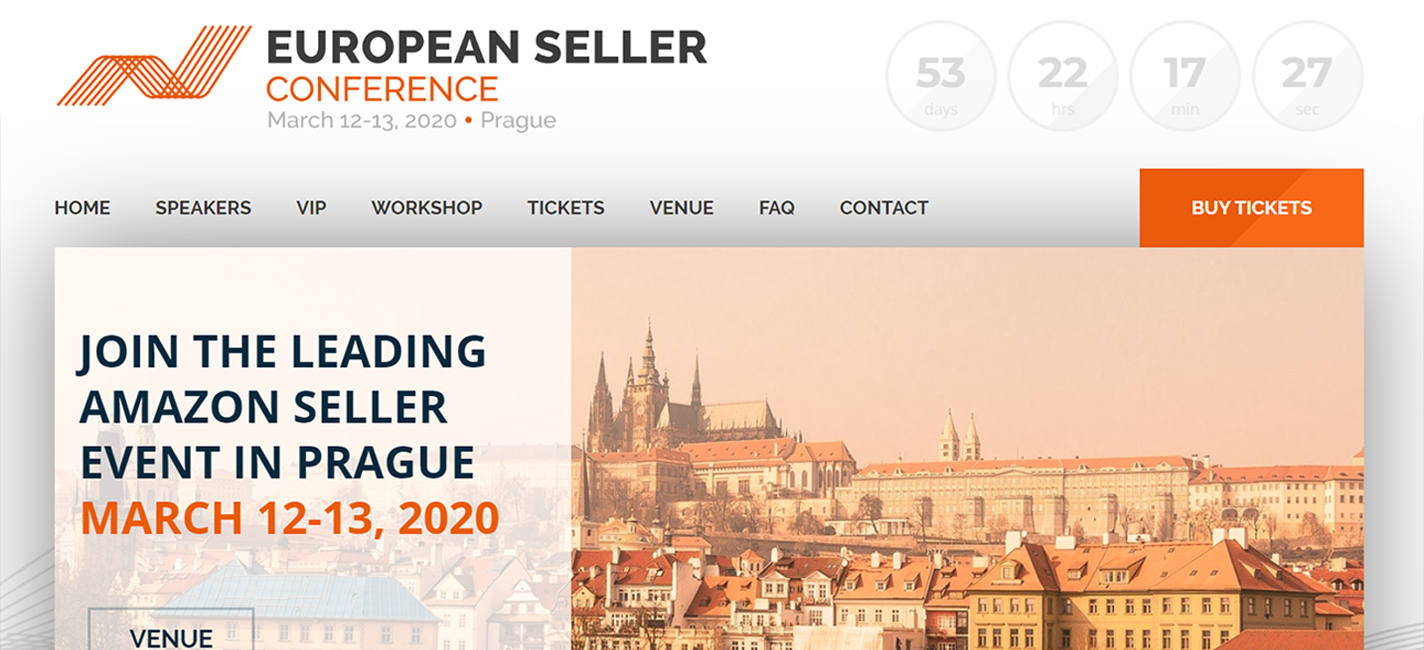 EUROPEAN SELLER
CONFERENCE
March 12-13, 2020 • Prague
53
days
22
hrs
17
min
27
sec
HOME
SPEAKERS
VIP
WORKSHOP
TICKETS
VENUE
FAQ
CONTACT
BUY TICKETS
JOIN THE LEADING
AMAZON SELLER
EVENT IN PRAGUE
MARCH 12-13, 2020
VENUE